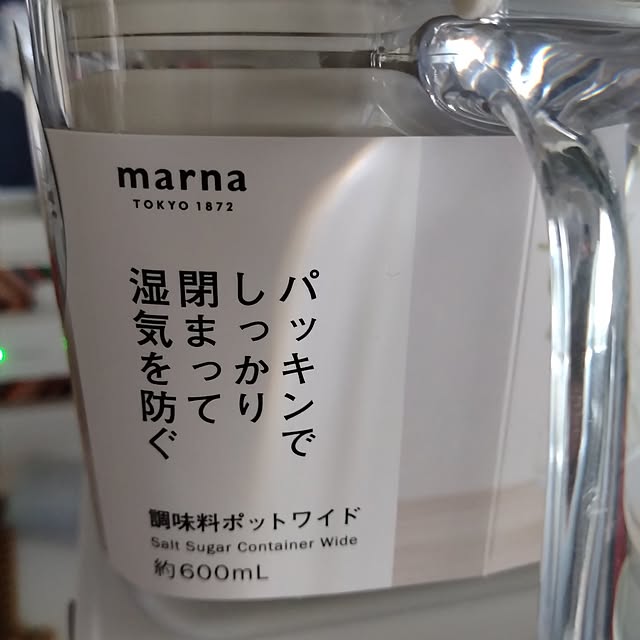 marna
TOKYO 1872
パッキンで
しっかり
閉まって
湿気を防ぐ
調味料ポットワイド
Salt Sugar Container Wide
約600mL